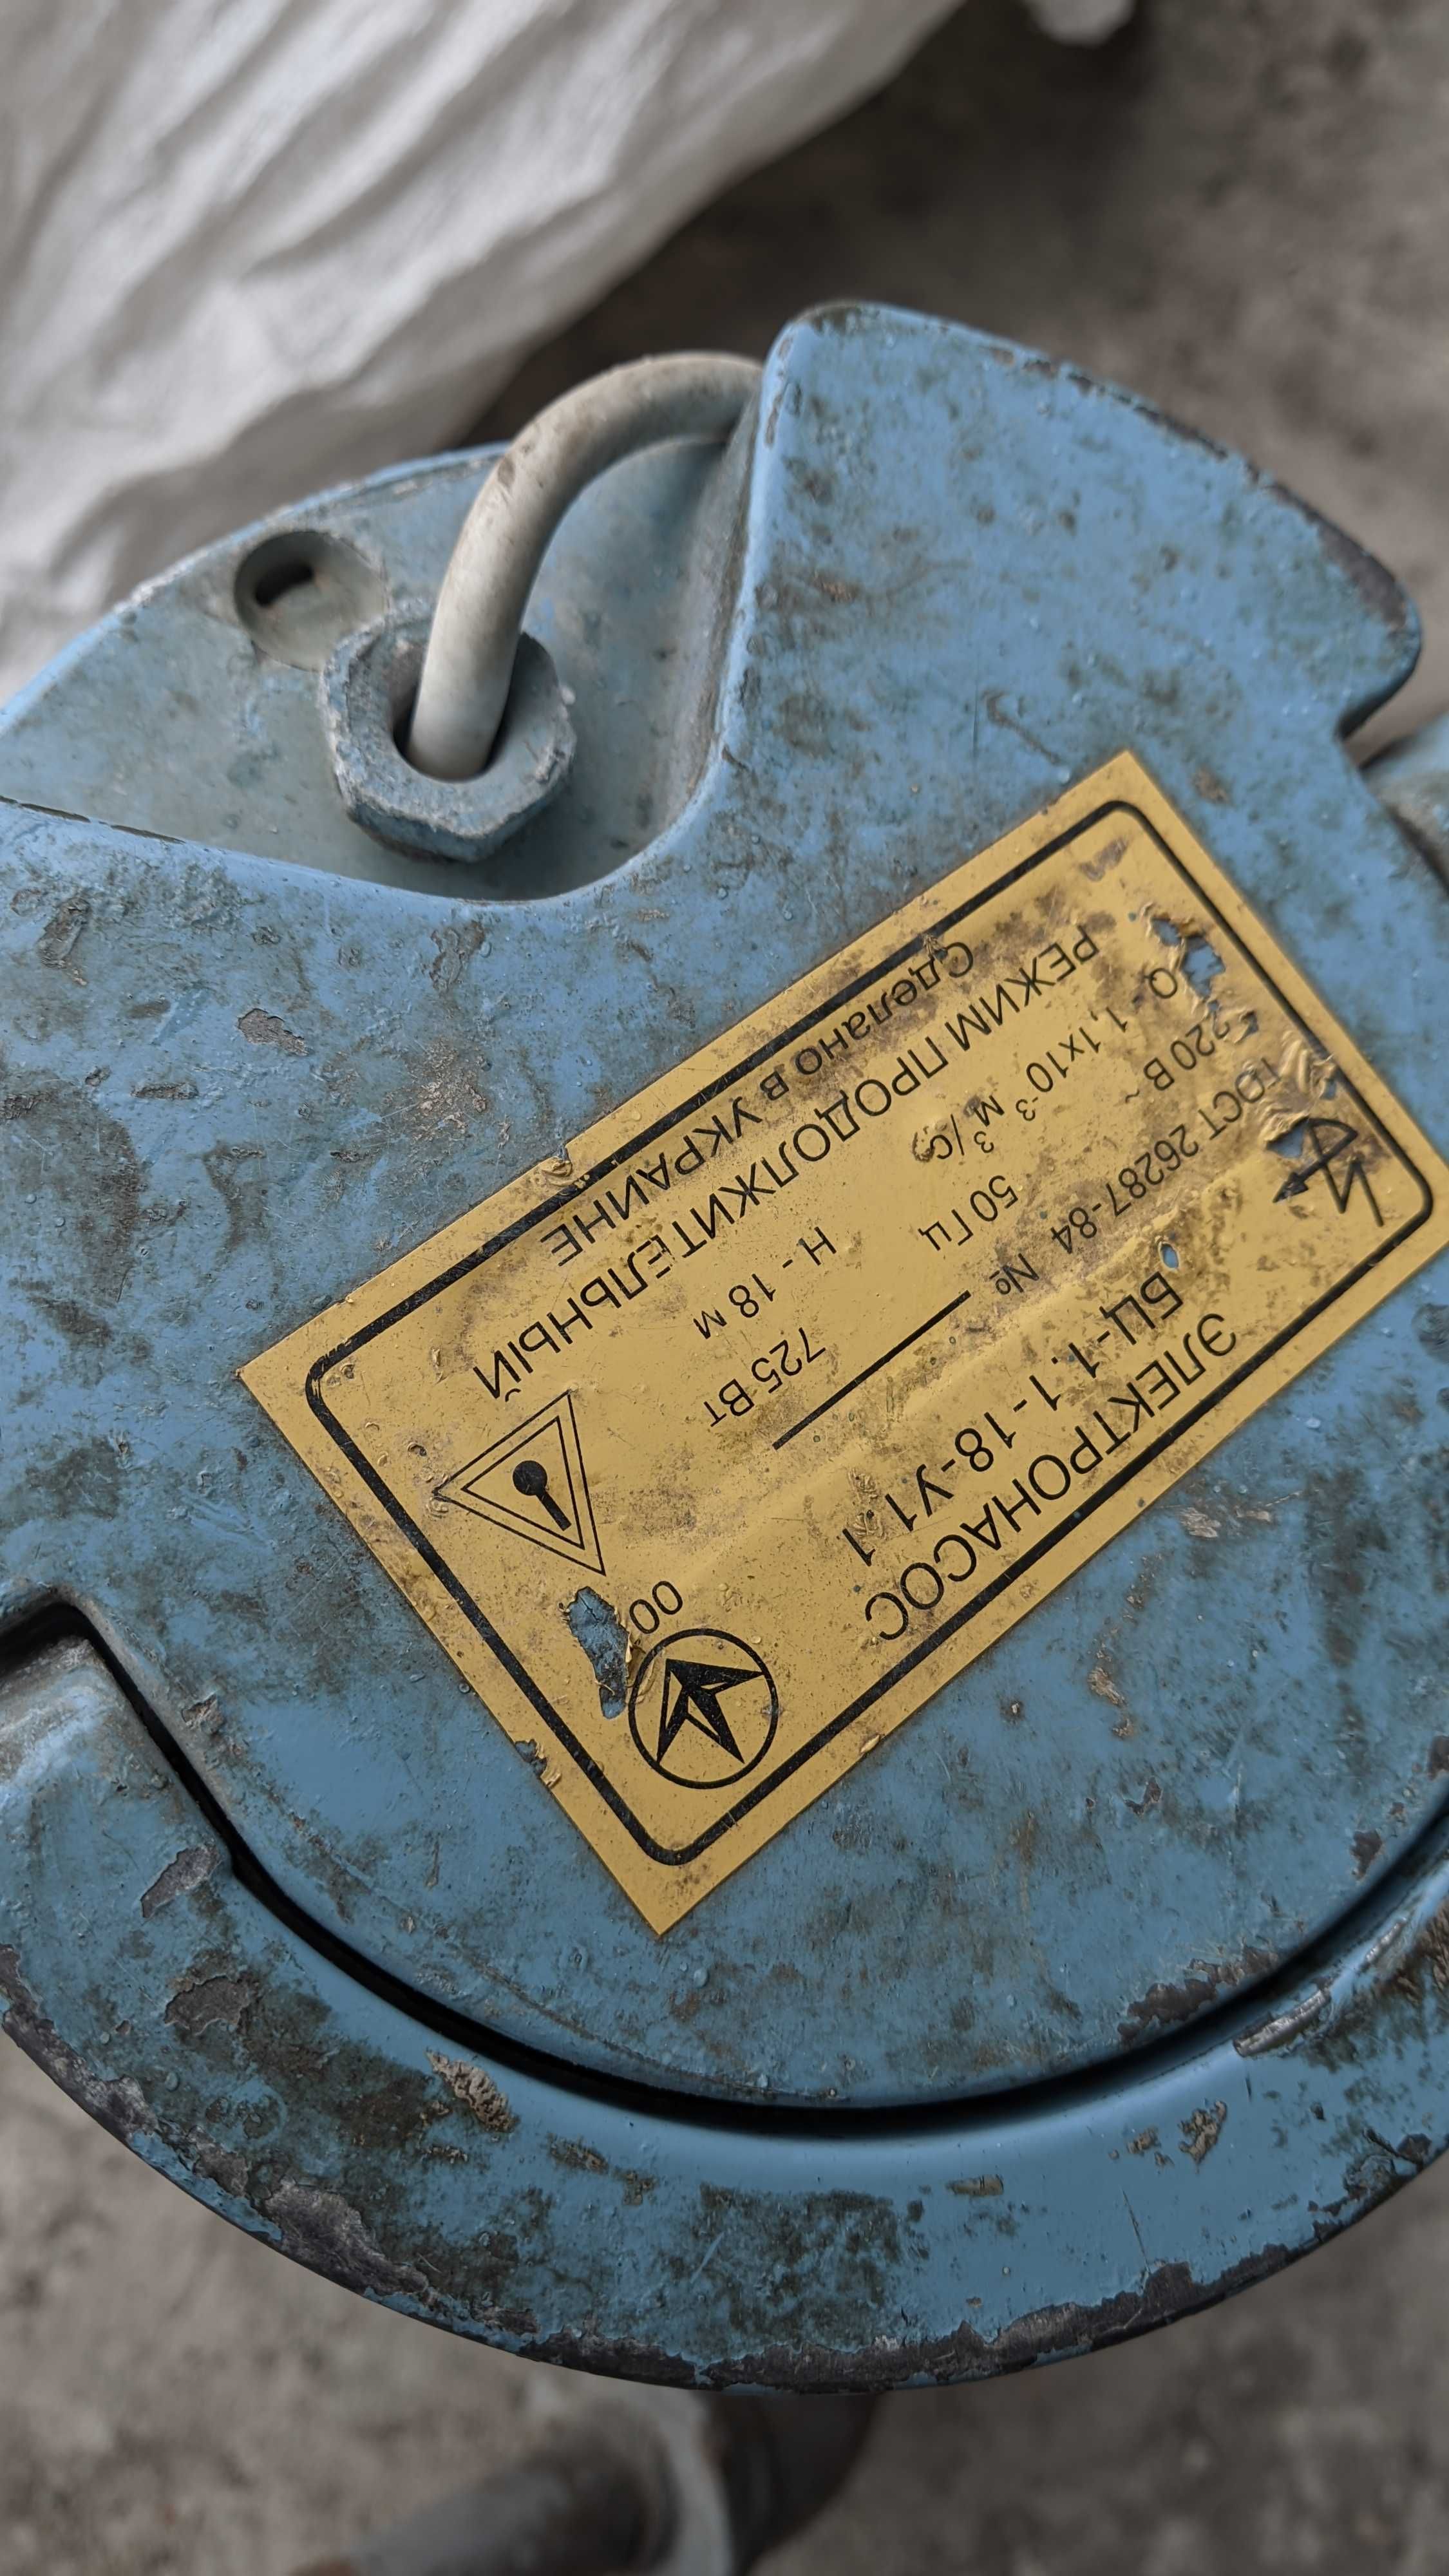 ЭЛЕКТРОНАСОС
БЦ-1.1-18-У1.1
ГОСТ 26287-84 №
220 В ~ 50 Гц 725 Вт
Q - 1,1х10-3 м3/с Н - 18 м
РЕЖИМ ПРОДОЛЖИТЕЛЬНЫЙ
Сделано в УКРАИНЕ
00